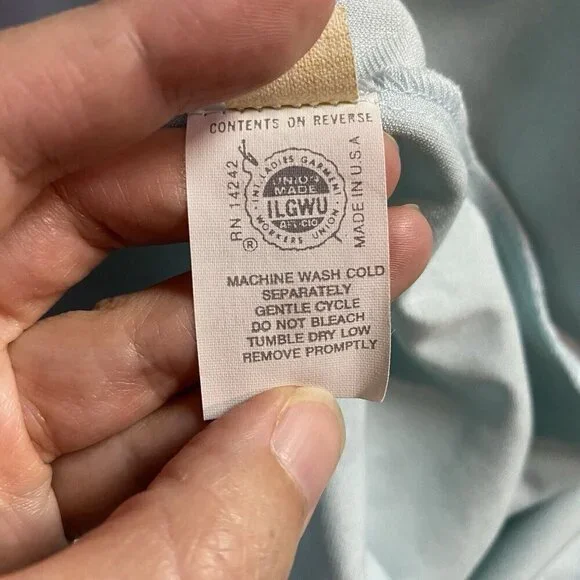 CONTENTS ON REVERSE
RN 14242
INT. LADIES GARMENT
WORKERS UNION
UNION
MADE
ILGWU
AFL-CIO
®
MADE IN U.S.A
MACHINE WASH COLD
SEPARATELY
GENTLE CYCLE
DO NOT BLEACH
TUMBLE DRY LOW
REMOVE PROMPTLY